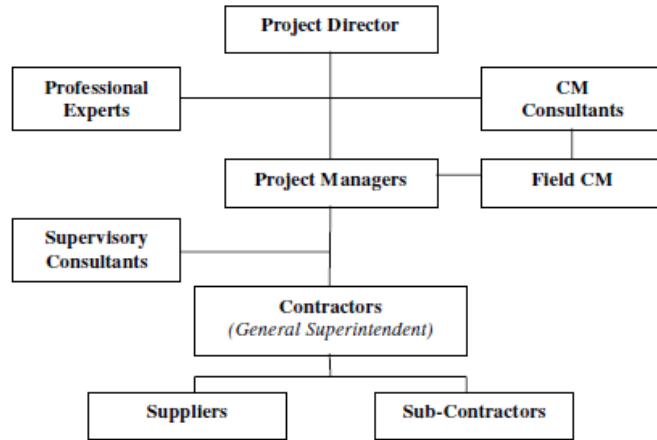 Project Director
Professional
Experts
CM
Consultants
Project Managers
Field CM
Supervisory
Consultants
Contractors
(General Superintendent)
Suppliers
Sub-Contractors